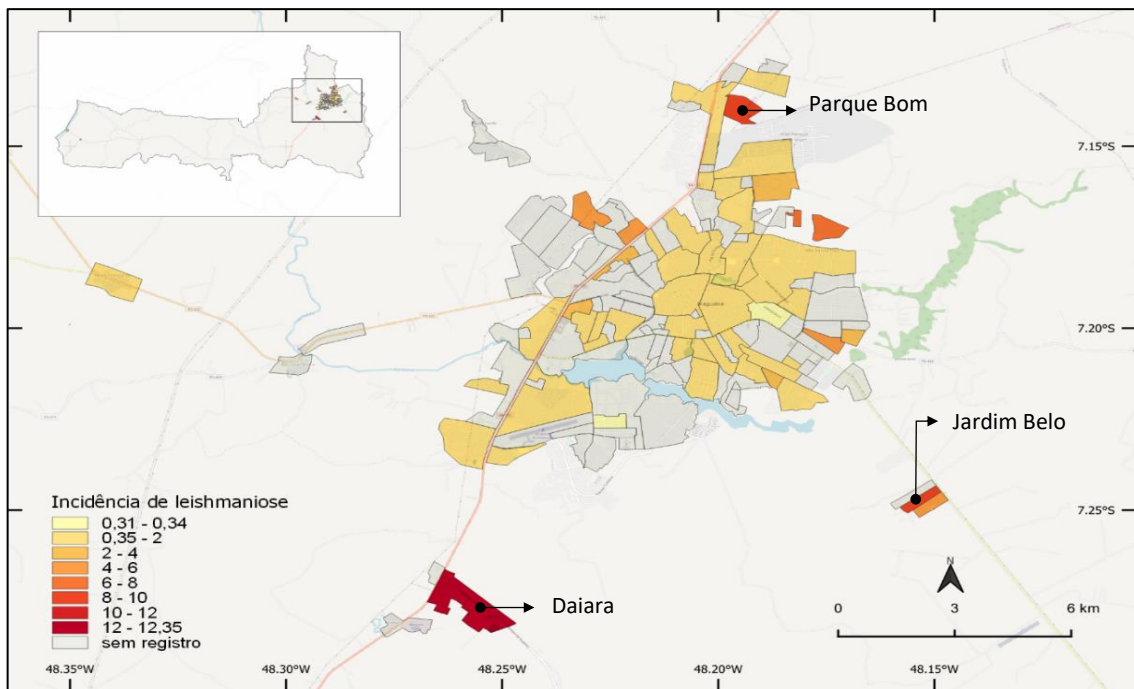 Parque Bom
7.15°S
7.20°S
Jardim Belo
7.25°S
Daiara
Incidência de leishmaniose
0,31 - 0,34
0,35 - 2
2 - 4
4 - 6
6 - 8
8 - 10
10 - 12
12 - 12,35
sem registro
N
0 3 6 km
48.35°W 48.30°W 48.25°W 48.20°W 48.15°W